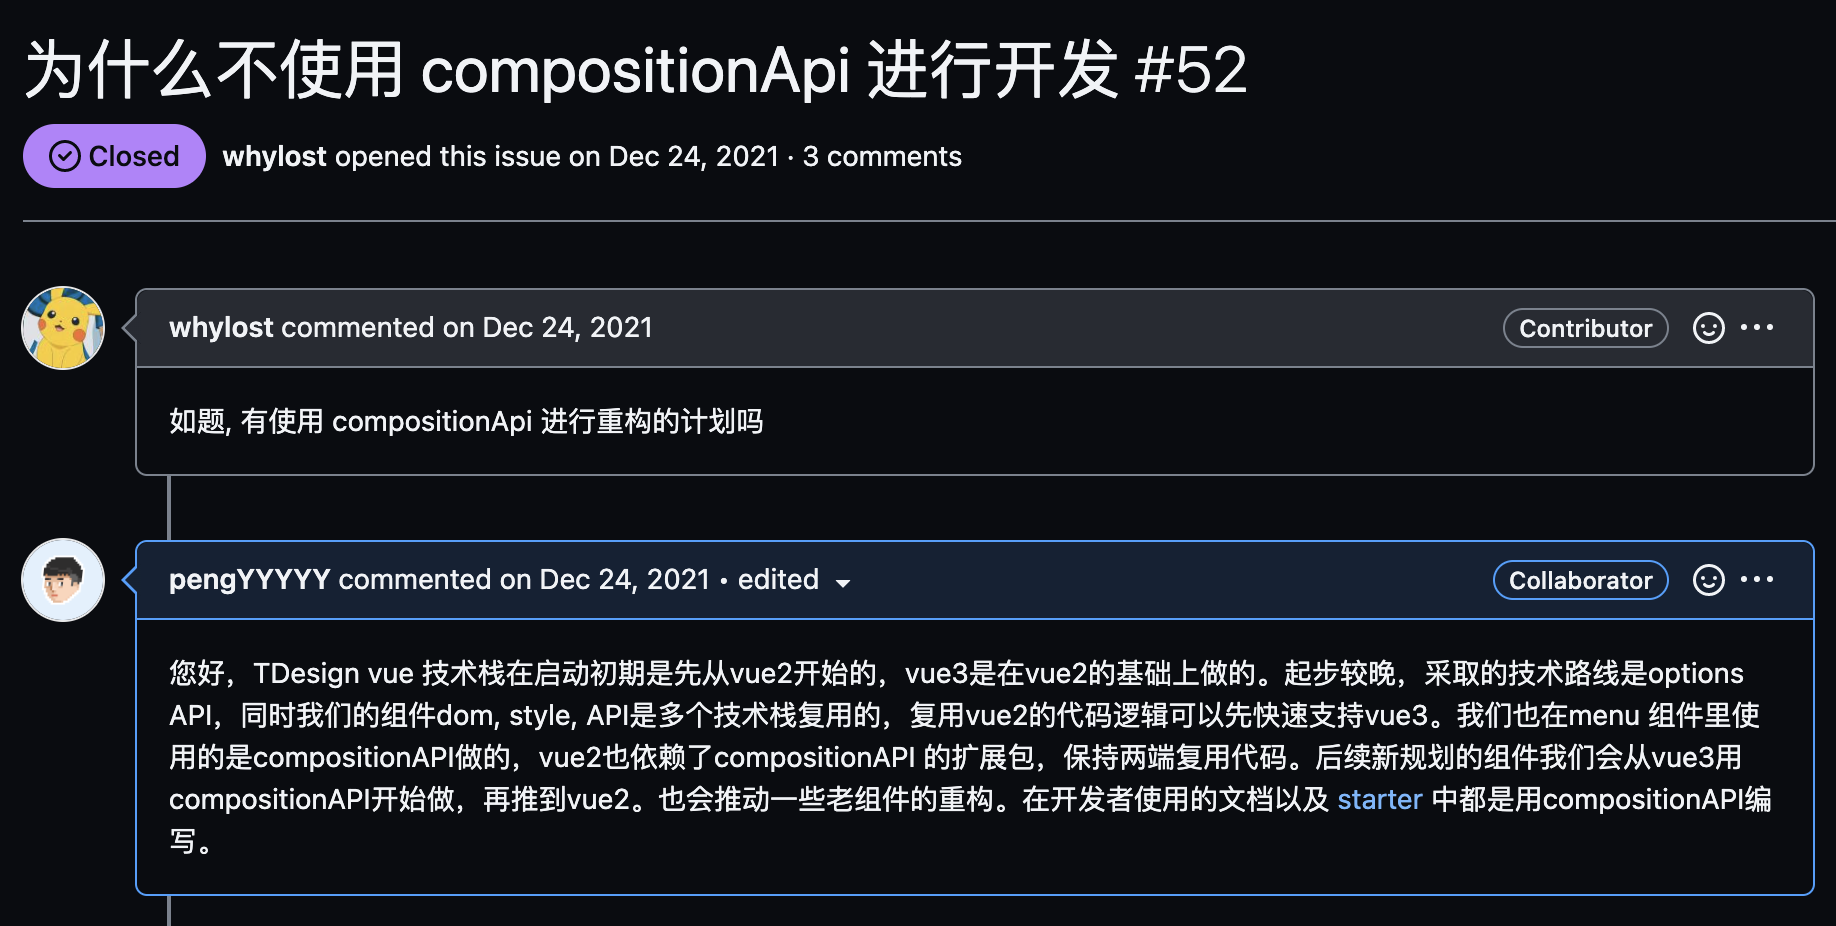 为什么不使用 compositionApi 进行开发 #52
Closed whylost opened this issue on Dec 24, 2021 · 3 comments
whylost commented on Dec 24, 2021 Contributor
如题, 有使用 compositionApi 进行重构的计划吗
pengYYYYY commented on Dec 24, 2021 • edited Collaborator
您好，TDesign vue 技术栈在启动初期是先从vue2开始的，vue3是在vue2的基础上做的。起步较晚，采取的技术路线是options
API，同时我们的组件dom, style, API是多个技术栈复用的，复用vue2的代码逻辑可以先快速支持vue3。我们也在menu 组件里使
用的是compositionAPI做的，vue2也依赖了compositionAPI 的扩展包，保持两端复用代码。后续新规划的组件我们会从vue3用
compositionAPI开始做，再推到vue2。也会推动一些老组件的重构。在开发者使用的文档以及 starter 中都是用compositionAPI编
写。